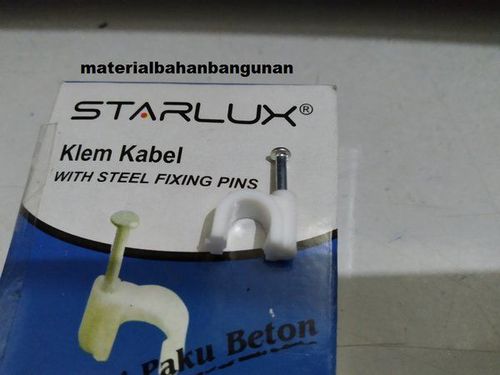 materialbahanbangunan
STARLUX®
Klem Kabel
WITH STEEL FIXING PINS
Paku Beton